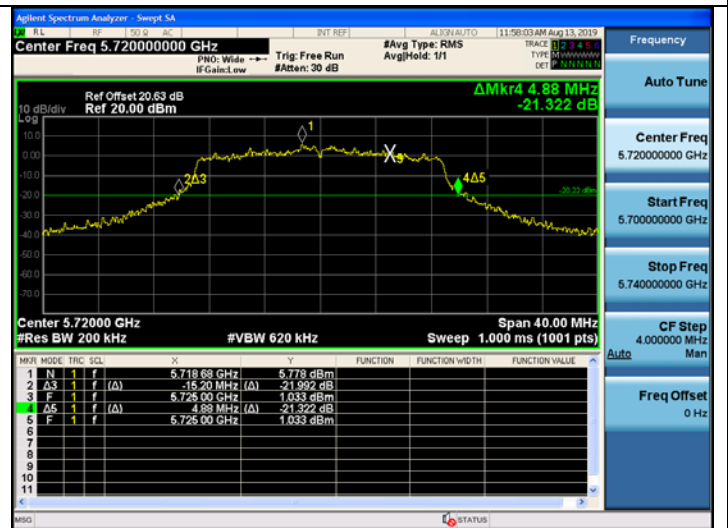 Agilent Spectrum Analyzer - Swept SA
RL RF 50 Ω AC INT REF ALIGN AUTO 11:58:03 AM Aug 13, 2019
Center Freq 5.720000000 GHz
PNO: Wide
IFGain:Low
Trig: Free Run
#Atten: 30 dB
#Avg Type: RMS
Avg|Hold: 1/1
TRACE 1 2 3 4 5 6
TYPE M W W W W W
DET P N N N N N
ΔMkr4 4.88 MHz
-21.322 dB
Ref Offset 20.63 dB
10 dB/div Ref 20.00 dBm
Log
10.0
0.00
-10.0
-20.0
-30.0
-40.0
-50.0
-60.0
-70.0
1
2Δ3
4Δ5
-20.22 dBm
Center 5.72000 GHz Span 40.00 MHz
#Res BW 200 kHz #VBW 620 kHz Sweep 1.000 ms (1001 pts)
MKR MODE TRC SCL X Y FUNCTION FUNCTION WIDTH FUNCTION VALUE
1 N 1 f 5.718 68 GHz 5.778 dBm
2 Δ3 1 f (Δ) -15.20 MHz (Δ) -21.992 dB
3 F 1 f 5.725 00 GHz 1.033 dBm
4 Δ5 1 f (Δ) 4.88 MHz (Δ) -21.322 dB
5 F 1 f 5.725 00 GHz 1.033 dBm
6
7
8
9
10
11
MSG STATUS
Frequency
Auto Tune
Center Freq
5.720000000 GHz
Start Freq
5.700000000 GHz
Stop Freq
5.740000000 GHz
CF Step
4.000000 MHz
Auto Man
Freq Offset
0 Hz